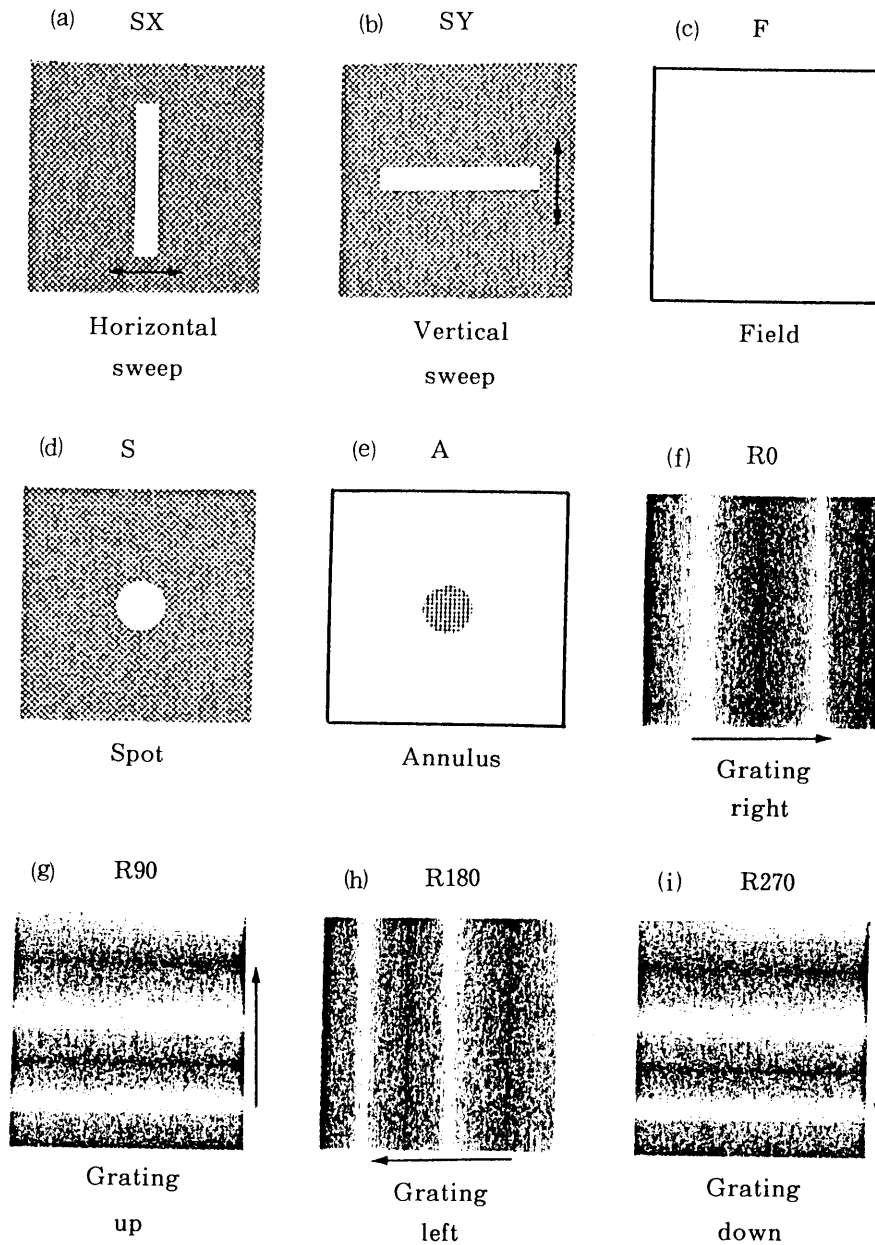 (a) SX
(b) SY
(c) F
Horizontal
sweep
Vertical
sweep
Field
(d) S
(e) A
(f) R0
Spot
Annulus
Grating
right
(g) R90
(h) R180
(i) R270
Grating
up
Grating
left
Grating
down